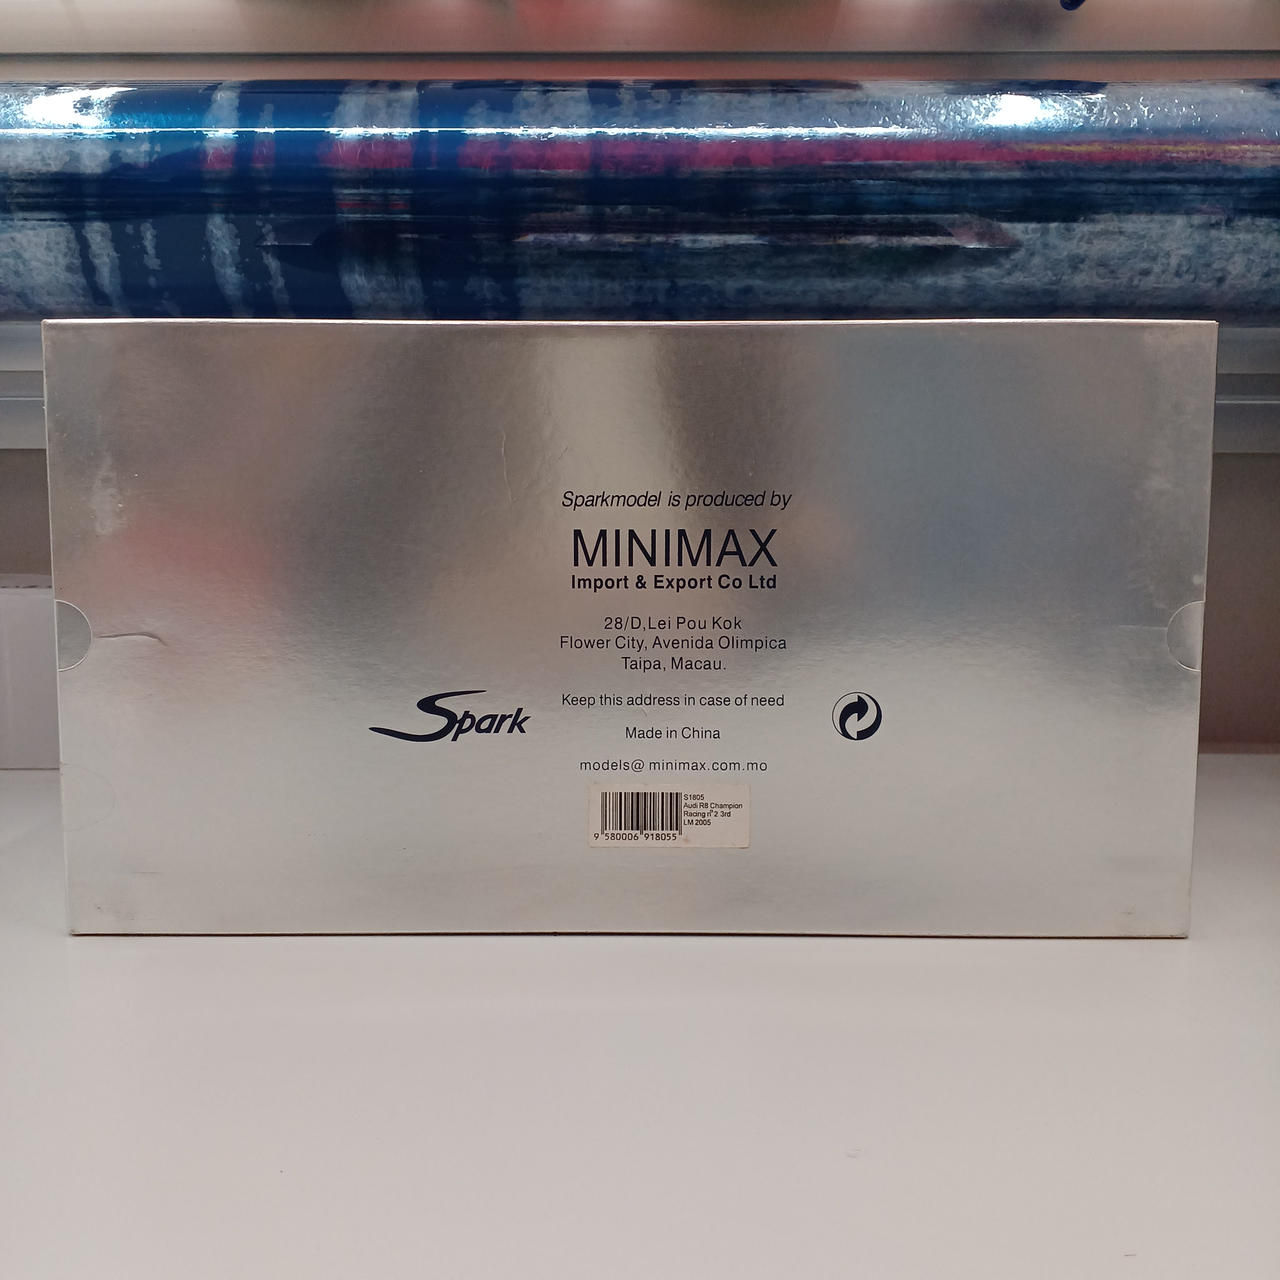 Sparkmodel is produced by
MINIMAX
Import & Export Co Ltd
28/D,Lei Pou Kok
Flower City, Avenida Olimpica
Taipa, Macau.
Keep this address in case of need
Spark
Made in China
models@ minimax.com.mo
S1805
Audi R8 Champion
Racing n° 2 3rd
LM 2005
9 580006 918055